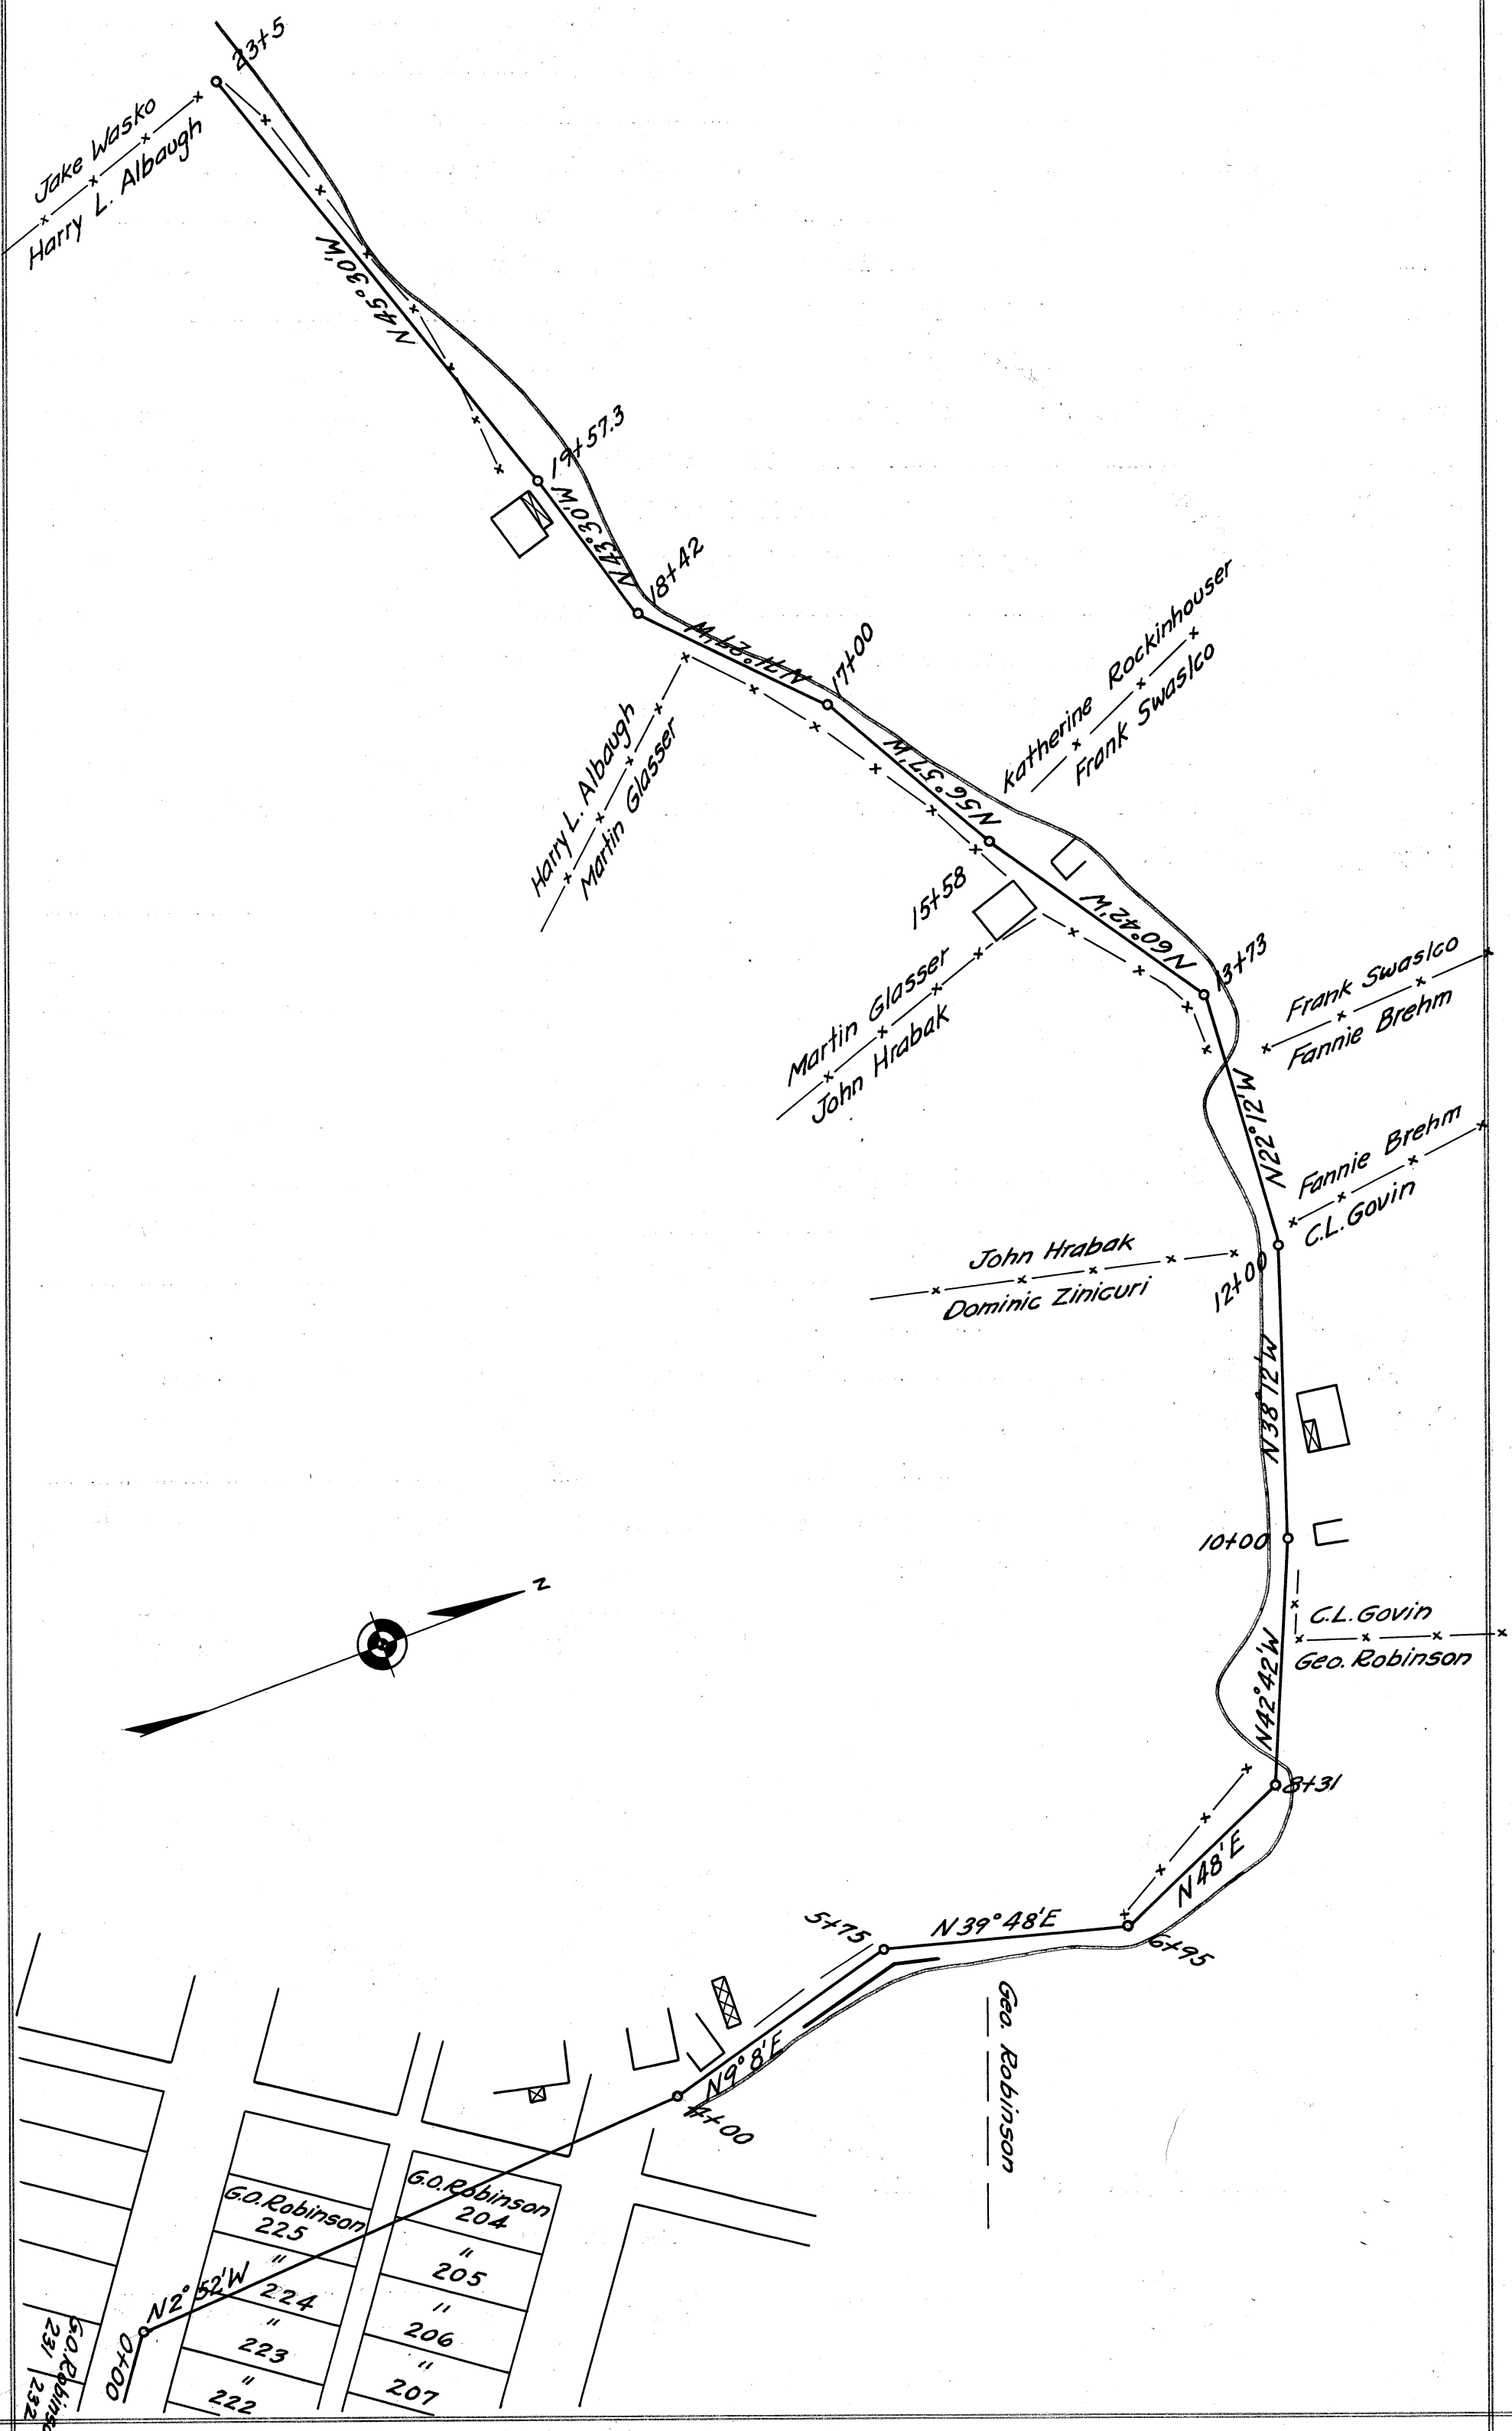 23+5
Jake Wasko
Harry L. Albaugh
N45°30'W
19+57.3
N43°30'W
18+42
N71°29'W
17+00
Harry L. Albaugh
Martin Glasser
Katherine Rockinhouser
Frank Swaslco
N56°57'W
15+58
N60°42'W
13+73
Martin Glasser
John Hrabak
Frank Swaslco
Fannie Brehm
N22°12'W
Fannie Brehm
C.L. Govin
John Hrabak
Dominic Zinicuri
12+00
N38°12'W
10+00
C.L. Govin
Geo. Robinson
N42°42'W
N
8+31
N48'E
N39°48'E
5+75
6+95
Geo. Robinson
N9°8'E
4+00
G.O. Robinson
204
G.O. Robinson
225
"
205
"
224
N2°52'W
"
206
"
223
"
207
"
222
0+00
G.O. Robinso
231 232